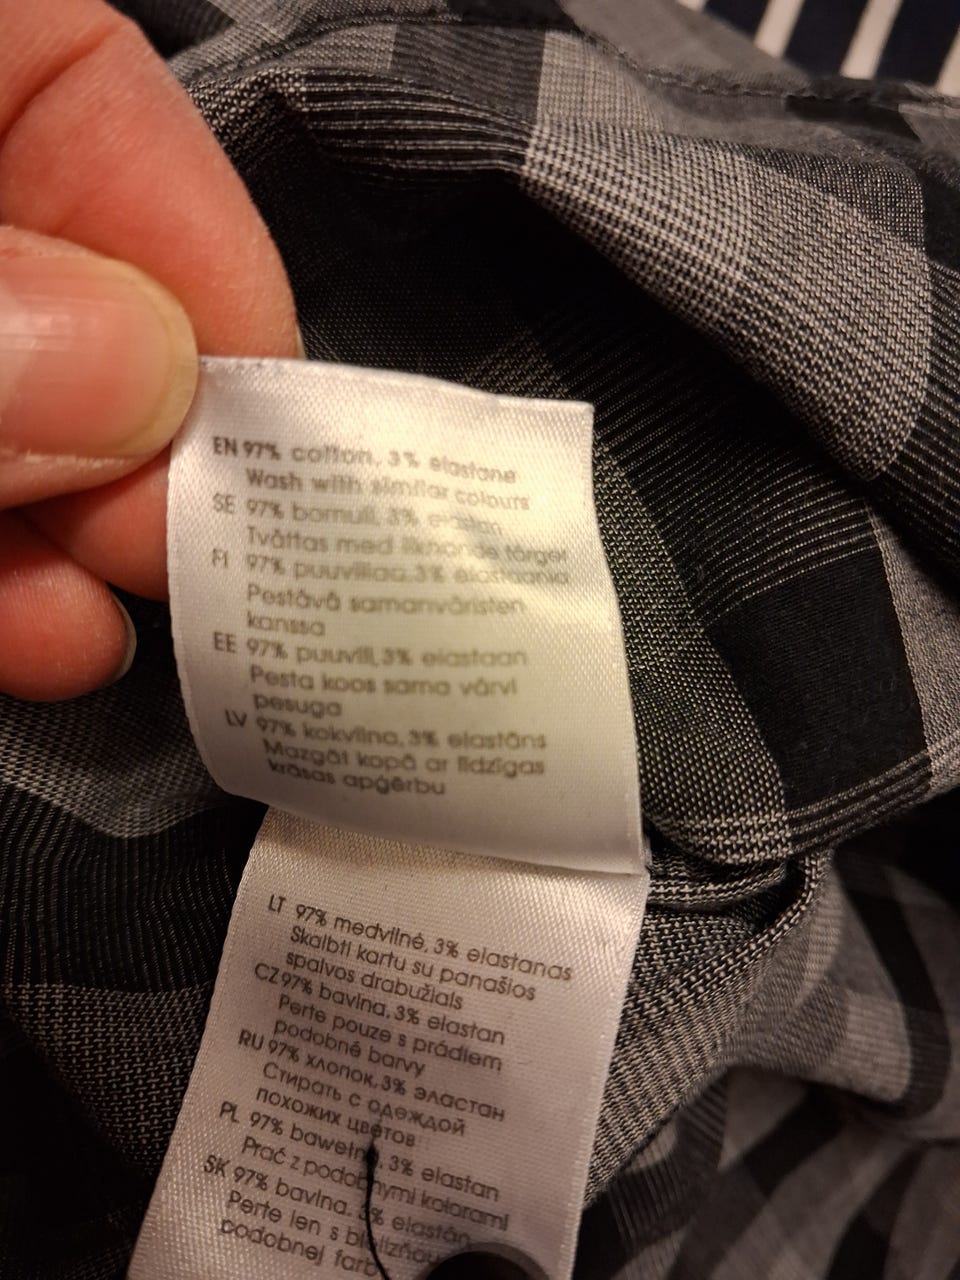 EN 97% cotton, 3% elastane
Wash with similar colours
SE 97% bomull, 3% elastan,
Tvättas med liknande färger
FI 97% puuvillaa, 3% elastaania
Pestävä samanväristen
kanssa
EE 97% puuvill, 3% elastaan
Pesta koos sama värvi
pesuga
LV 97% kokvilna, 3% elastāns
Mazgāt kopā ar līdzīgas
krāsas apģērbu
LT 97% medvilnė, 3% elastanas
Skalbti kartu su panašios
spalvos drabužiais
CZ 97% bavlna, 3% elastan
Perte pouze s prádlem
podobné barvy
RU 97% хлопок, 3% эластан
Стирать с одеждой
похожих цветов
PL 97% bawełna, 3% elastan
Prać z podobnymi kolorami
SK 97% bavlna, 3% elastán
Perte len s bielizňou
podobnej farby